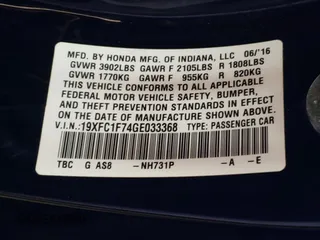 MFD. BY HONDA MFG. OF INDIANA, LLC 06/'16
GVWR 3902LBS GAWR F 2105LBS R 1808LBS
GVWR 1770KG GAWR F 955KG R 820KG
THIS VEHICLE CONFORMS TO ALL APPLICABLE
FEDERAL MOTOR VEHICLE SAFETY, BUMPER,
AND THEFT PREVENTION STANDARDS IN EFFECT
ON THE DATE OF MANUFACTURE SHOWN ABOVE.
V.I.N: 19XFC1F74GE033368 TYPE: PASSENGER CAR
TBC G AS8 -NH731P -A -E